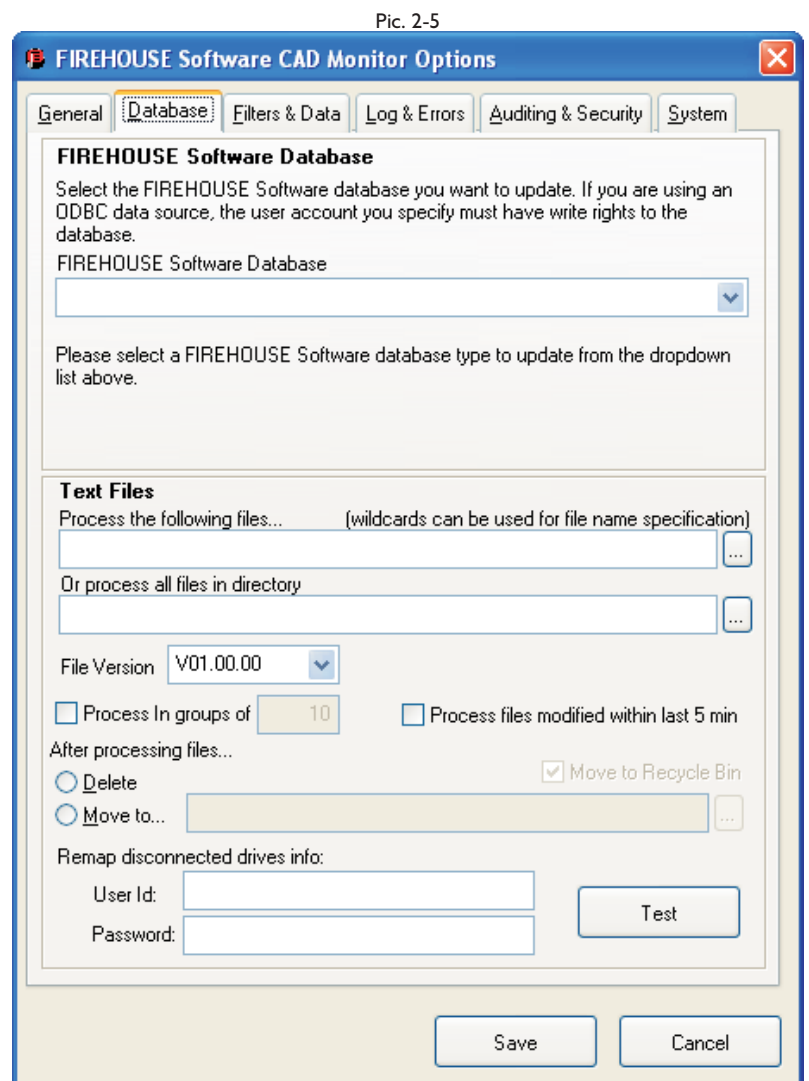 Pic. 2-5
FIREHOUSE Software CAD Monitor Options
General Database Filters & Data Log & Errors Auditing & Security System
FIREHOUSE Software Database
Select the FIREHOUSE Software database you want to update. If you are using an
ODBC data source, the user account you specify must have write rights to the
database.
FIREHOUSE Software Database
Please select a FIREHOUSE Software database type to update from the dropdown
list above.
Text Files
Process the following files... (wildcards can be used for file name specification)
...
Or process all files in directory
...
File Version V01.00.00
Process In groups of 10 Process files modified within last 5 min
After processing files...
Move to Recycle Bin
Delete
Move to... ...
Remap disconnected drives info:
User Id:
Test
Password:
Save Cancel